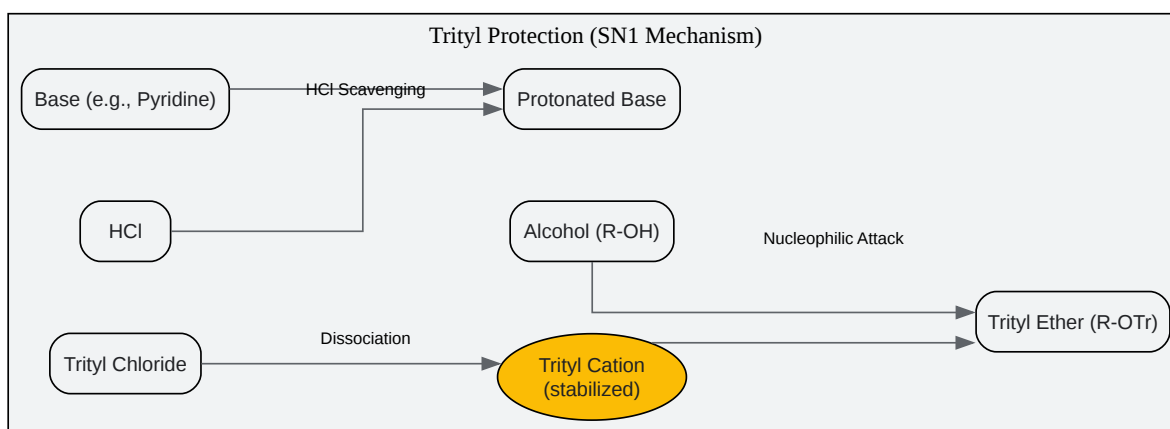 Trityl Protection (SN1 Mechanism)
Base (e.g., Pyridine)
HCl Scavenging
Protonated Base
HCl
Alcohol (R-OH)
Nucleophilic Attack
Trityl Ether (R-OTr)
Trityl Chloride
Dissociation
Trityl Cation
(stabilized)